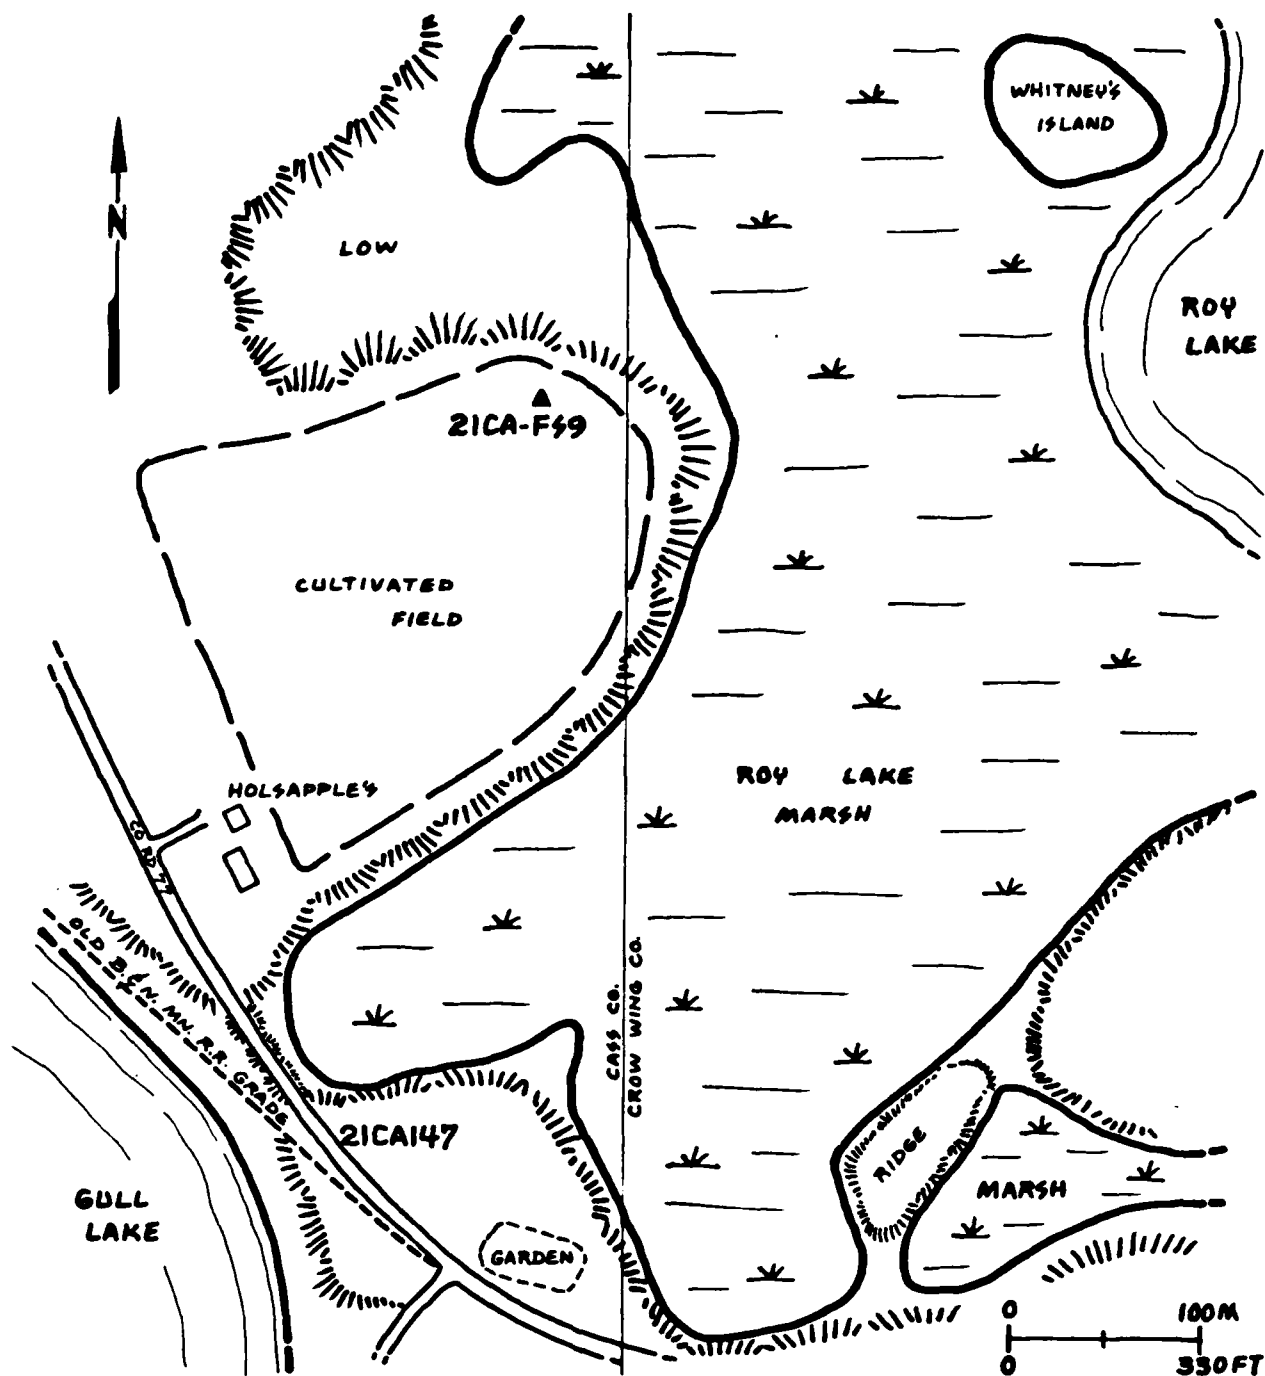 WHITNEY'S
ISLAND
N
LOW
ROY
LAKE
21CA-FS9
CULTIVATED
FIELD
HOLSAPPLE'S
ROY LAKE
MARSH
CO RD 77
OLD B. & N. MN. R.R. GRADE
CASS CO.
CROW WING CO.
21CA147
RIDGE
MARSH
GULL
LAKE
GARDEN
0 100M
0 330FT